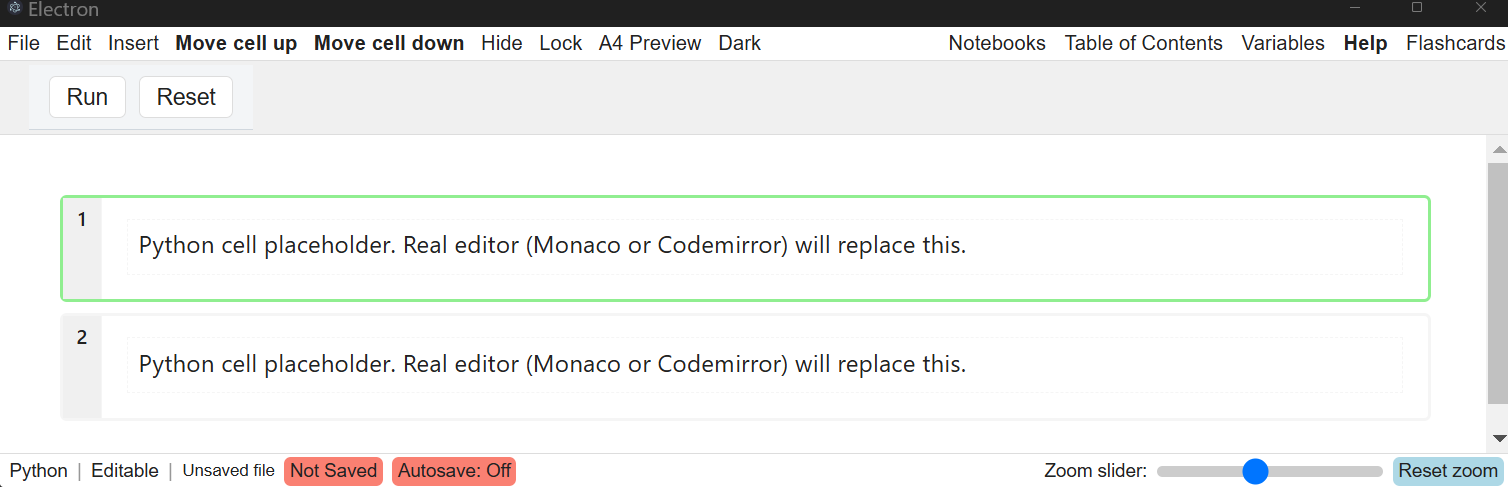 Electron
File Edit Insert Move cell up Move cell down Hide Lock A4 Preview Dark Notebooks Table of Contents Variables Help Flashcards
Run Reset
1
Python cell placeholder. Real editor (Monaco or Codemirror) will replace this.
2
Python cell placeholder. Real editor (Monaco or Codemirror) will replace this.
Python | Editable | Unsaved file Not Saved Autosave: Off Zoom slider: Reset zoom